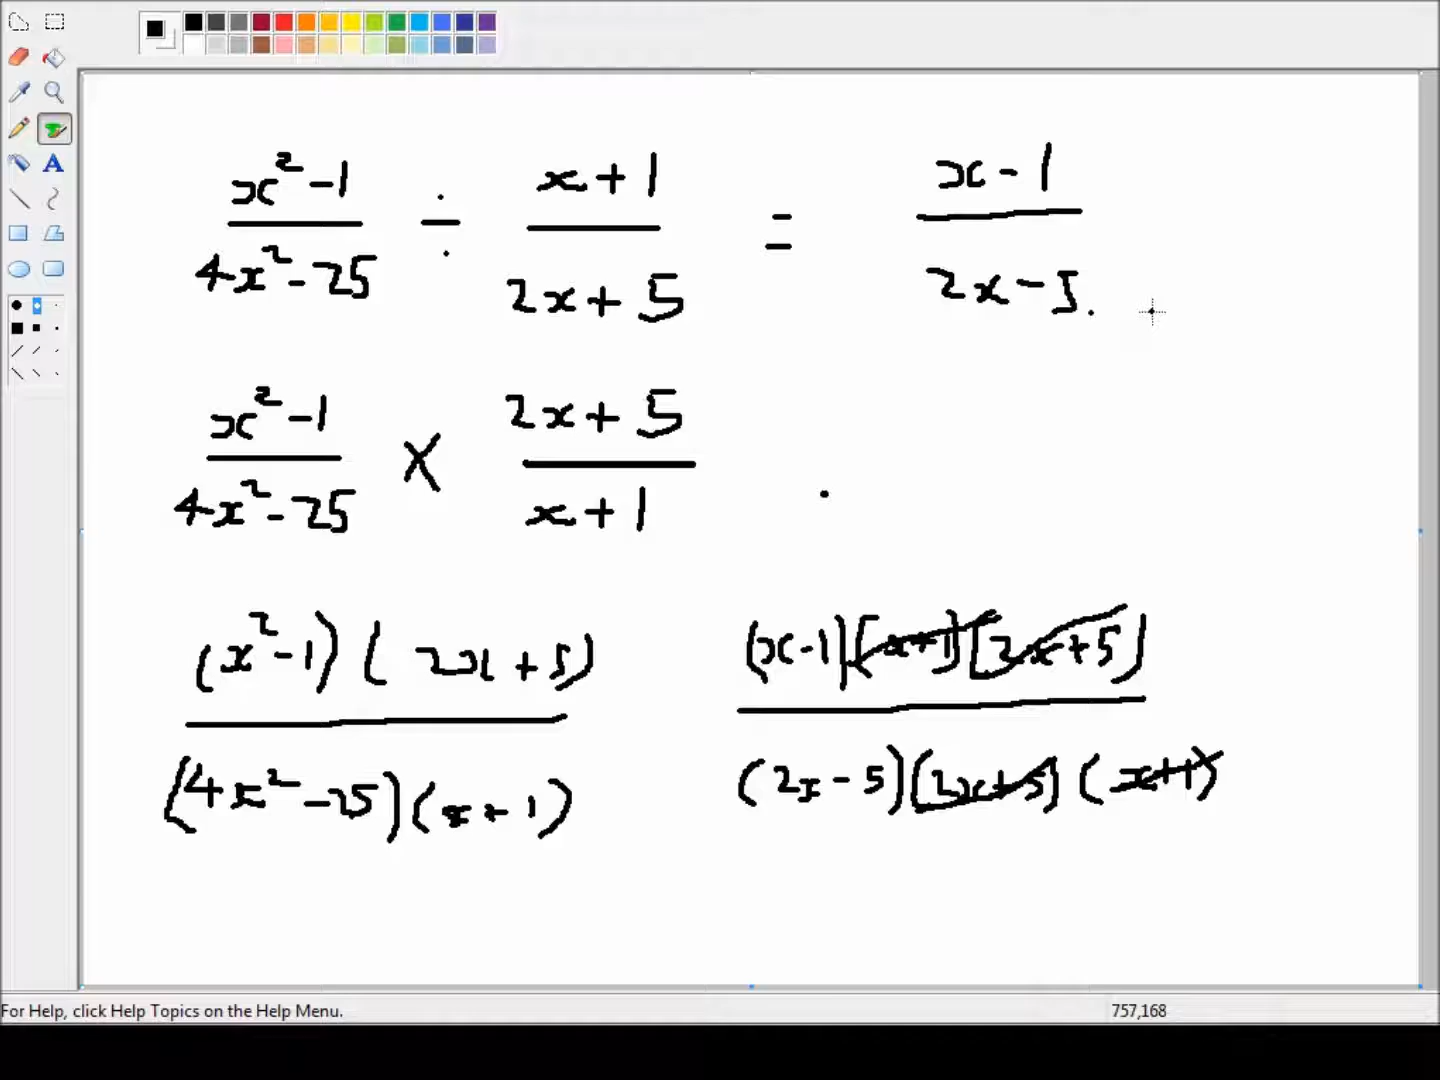 x² - 1 ÷ x + 1 = x - 1
4x² - 25 2x + 5 2x - 5.
x² - 1 × 2x + 5
4x² - 25 x + 1
(x² - 1) (2x + 5) (x - 1)(x + 1)(2x + 5)
(4x² - 25)(x + 1) (2x - 5)(2x + 5)(x + 1)
For Help, click Help Topics on the Help Menu. 757,168